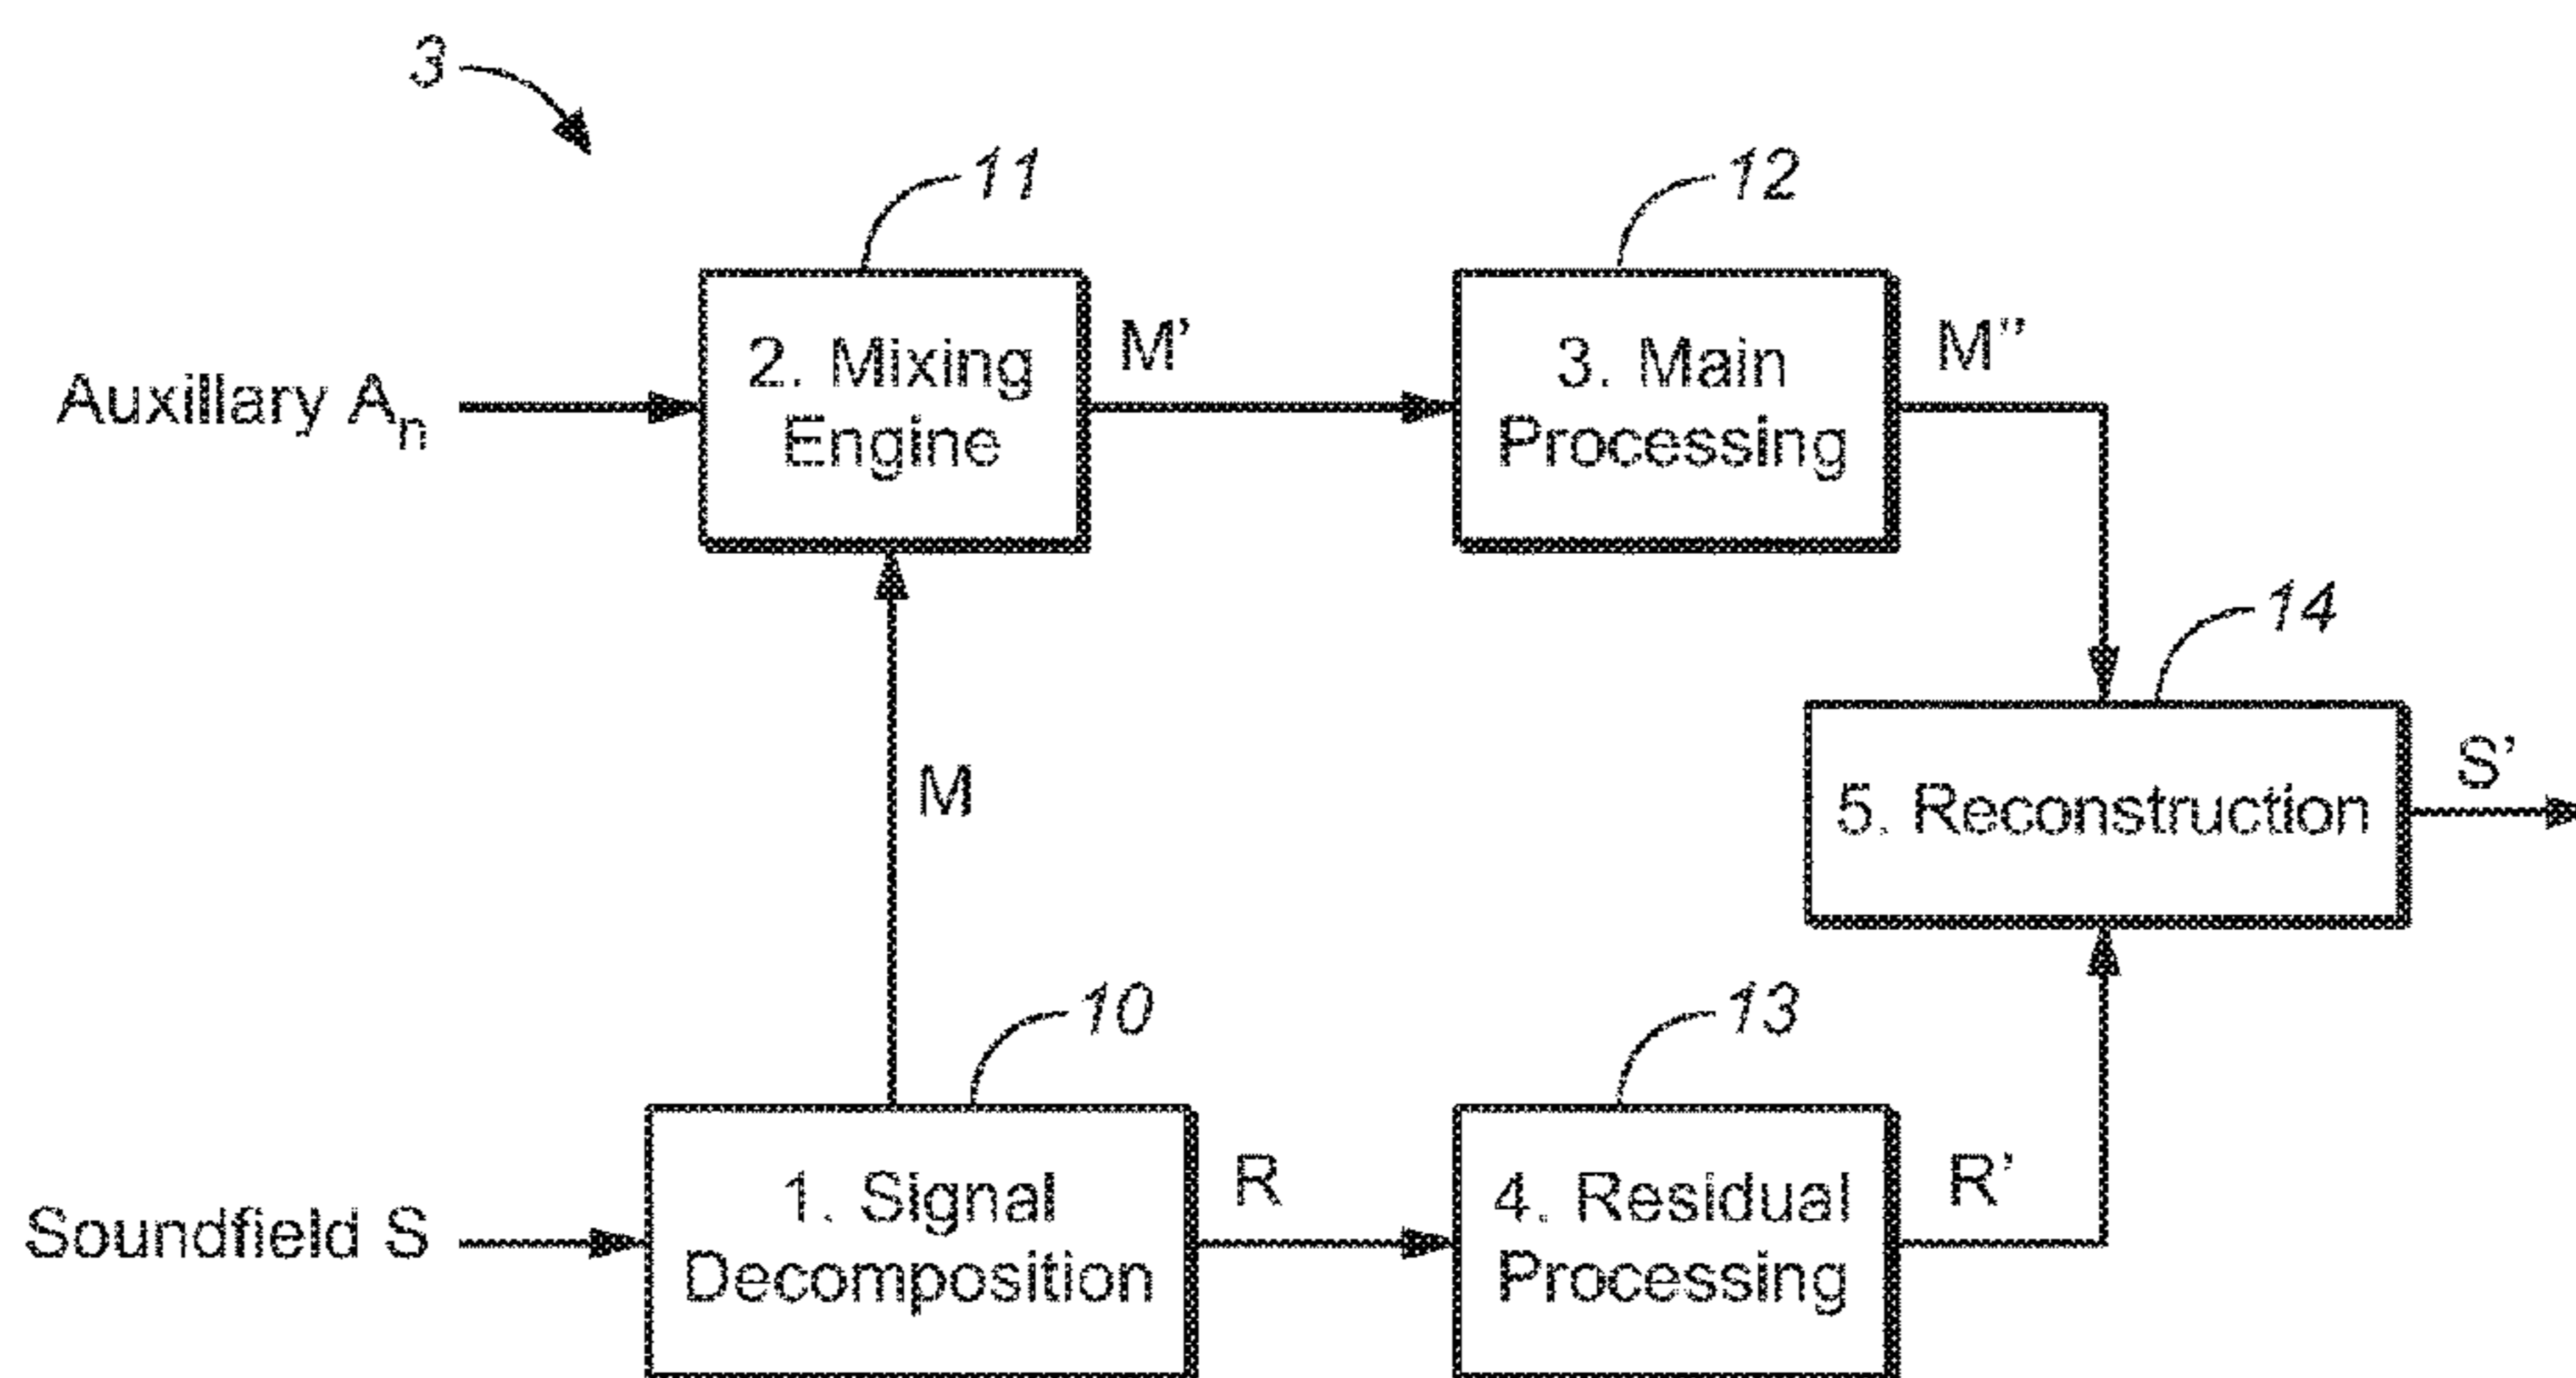 3
11
12
Auxillary An
2. Mixing
Engine
M'
3. Main
Processing
M"
14
M
5. Reconstruction
S'
10
13
Soundfield S
1. Signal
Decomposition
R
4. Residual
Processing
R'